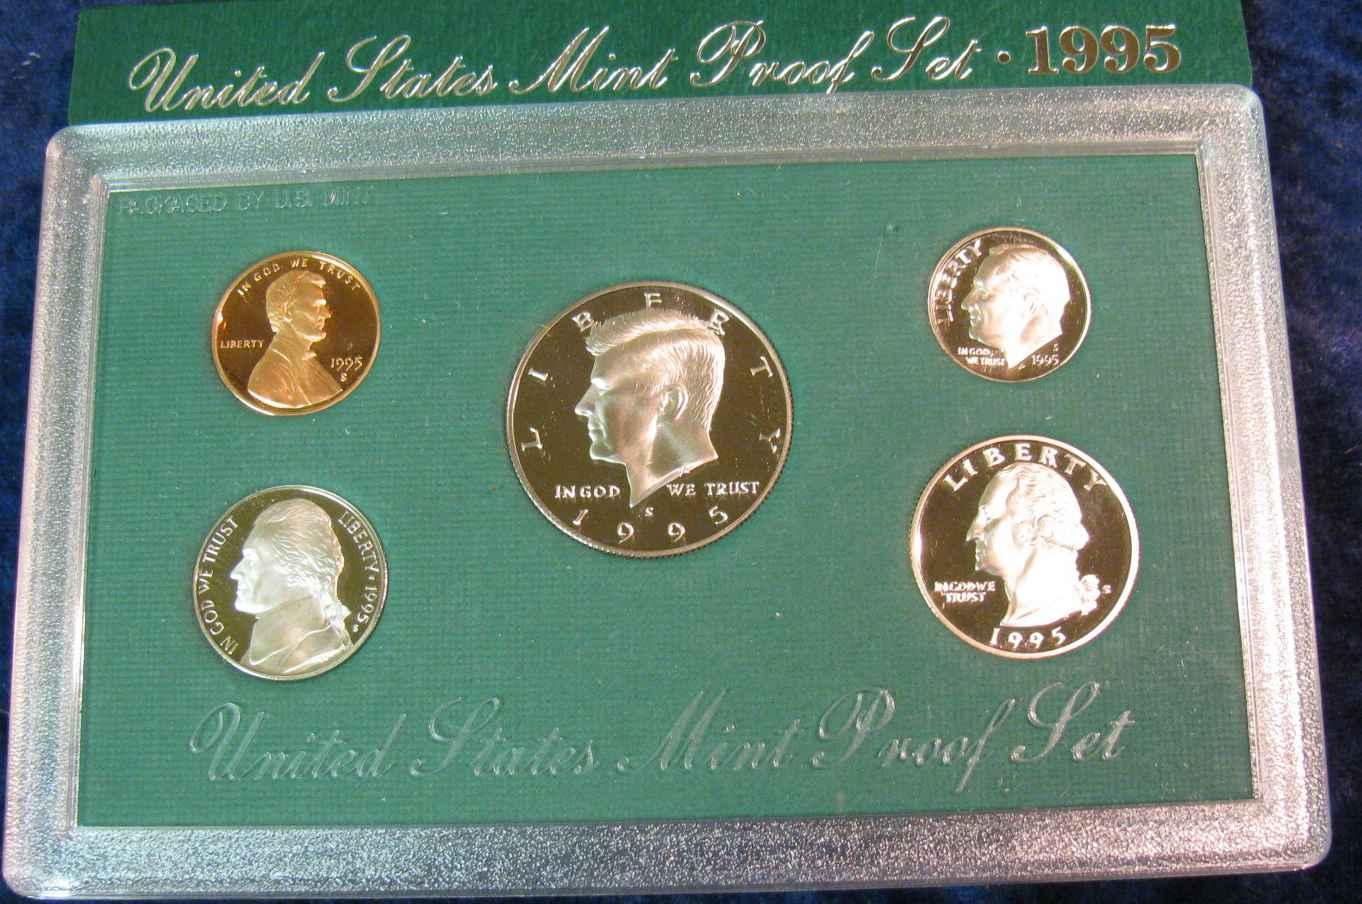 United States Mint Proof Set · 1995
PACKAGED BY U.S. MINT
IN GOD WE TRUST
LIBERTY
1995
S
LIBERTY
IN GOD WE TRUST
S
1995
LIBERTY
IN GOD WE TRUST
S
1995
IN GOD WE TRUST
LIBERTY · 1995
LIBERTY
IN GOD WE
TRUST
S
1995
United States Mint Proof Set